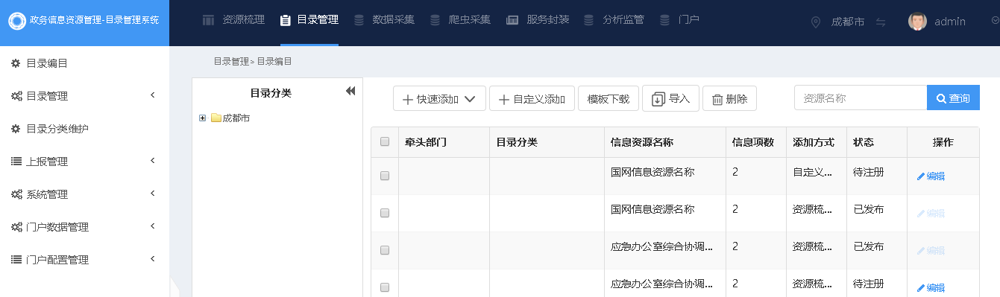 政务信息资源管理-目录管理系统
资源梳理 目录管理 数据采集 爬虫采集 服务封装 分析监管 门户 成都市 admin
目录编目
目录管理
目录分类维护
上报管理
系统管理
门户数据管理
门户配置管理
目录管理 > 目录编目
目录分类
成都市
快速添加 自定义添加 模板下载 导入 删除 资源名称 查询
牵头部门 目录分类 信息资源名称 信息项数 添加方式 状态 操作
国网信息资源名称 2 自定义... 待注册 编辑
国网信息资源名称 2 资源梳... 已发布 编辑
应急办公室综合协调... 2 资源梳... 已发布 编辑
应急办公室综合协调... 2 资源梳... 待注册 编辑